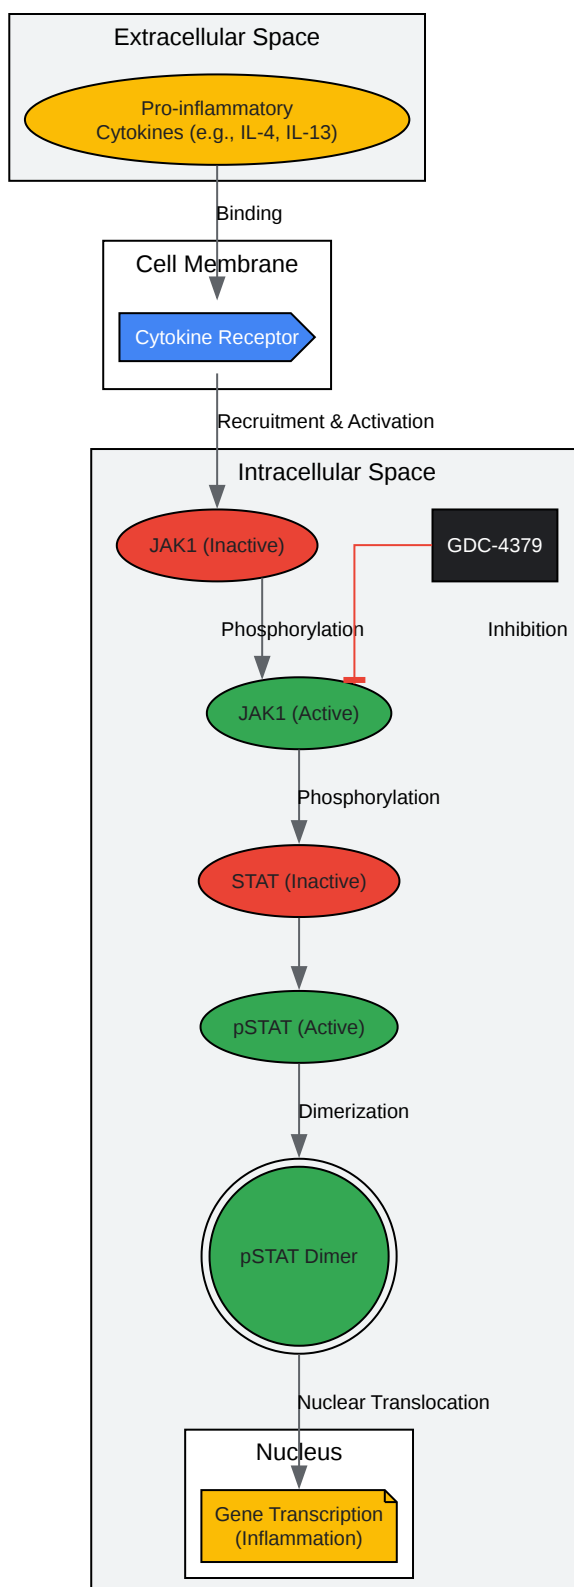 Extracellular Space
Pro-inflammatory
Cytokines (e.g., IL-4, IL-13)
Binding
Cell Membrane
Cytokine Receptor
Recruitment & Activation
Intracellular Space
JAK1 (Inactive)
GDC-4379
Phosphorylation
Inhibition
JAK1 (Active)
Phosphorylation
STAT (Inactive)
pSTAT (Active)
Dimerization
pSTAT Dimer
Nuclear Translocation
Nucleus
Gene Transcription
(Inflammation)